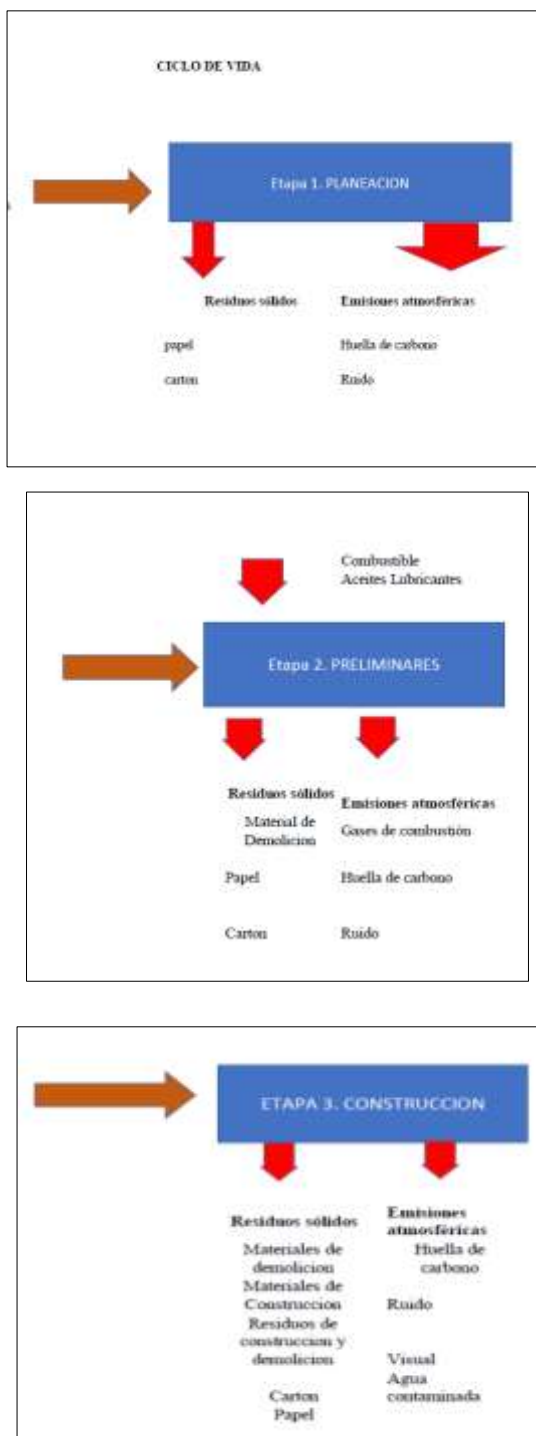 CICLO DE VIDA
Etapa 1. PLANEACION
Residuos sólidos
Emisiones atmosféricas
papel
Huella de carbono
carton
Ruido
Combustible
Aceites Lubricantes
Etapa 2. PRELIMINARES
Residuos sólidos
Emisiones atmosféricas
Material de
Demolicion
Gases de combustión
Papel
Huella de carbono
Carton
Ruido
ETAPA 3. CONSTRUCCION
Residuos sólidos
Materiales de
demolicion
Materiales de
Construccion
Residuos de
construccion y
demolicion
Carton
Papel
Emisiones
atmosféricas
Huella de
carbono
Ruido
Visual
Agua
contaminada